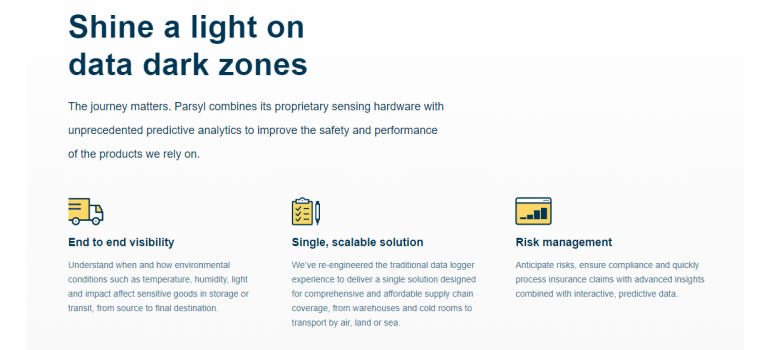 Shine a light on
data dark zones
The journey matters. Parsyl combines its proprietary sensing hardware with
unprecedented predictive analytics to improve the safety and performance
of the products we rely on.
End to end visibility
Understand when and how environmental
conditions such as temperature, humidity, light
and impact affect sensitive goods in storage or
transit, from source to final destination.
Single, scalable solution
We've re-engineered the traditional data logger
experience to deliver a single solution designed
for comprehensive and affordable supply chain
coverage, from warehouses and cold rooms to
transport by air, land or sea.
Risk management
Anticipate risks, ensure compliance and quickly
process insurance claims with advanced insights
combined with interactive, predictive data.